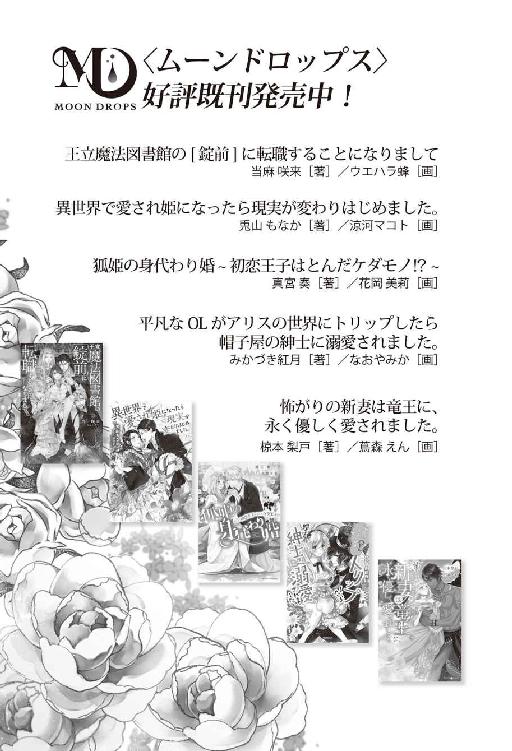 MD
MOON DROPS
〈ムーンドロップス〉
好評既刊発売中！
王立魔法図書館の [ 錠前 ] に転職することになりまして
当麻 咲来［著］／ウエハラ蜂［画］
異世界で愛され姫になったら現実が変わりはじめました。
兎山 もなか［著］／涼河マコト［画］
狐姫の身代わり婚 ~ 初恋王子はとんだケダモノ!? ~
真宮 奏［著］／花岡 美莉［画］
平凡な OL がアリスの世界にトリップしたら
帽子屋の紳士に溺愛されました。
みかづき紅月［著］／なおやみか［画］
怖がりの新妻は竜王に、
永く優しく愛されました。
椋本 梨戸［著］／蔦森 えん［画］